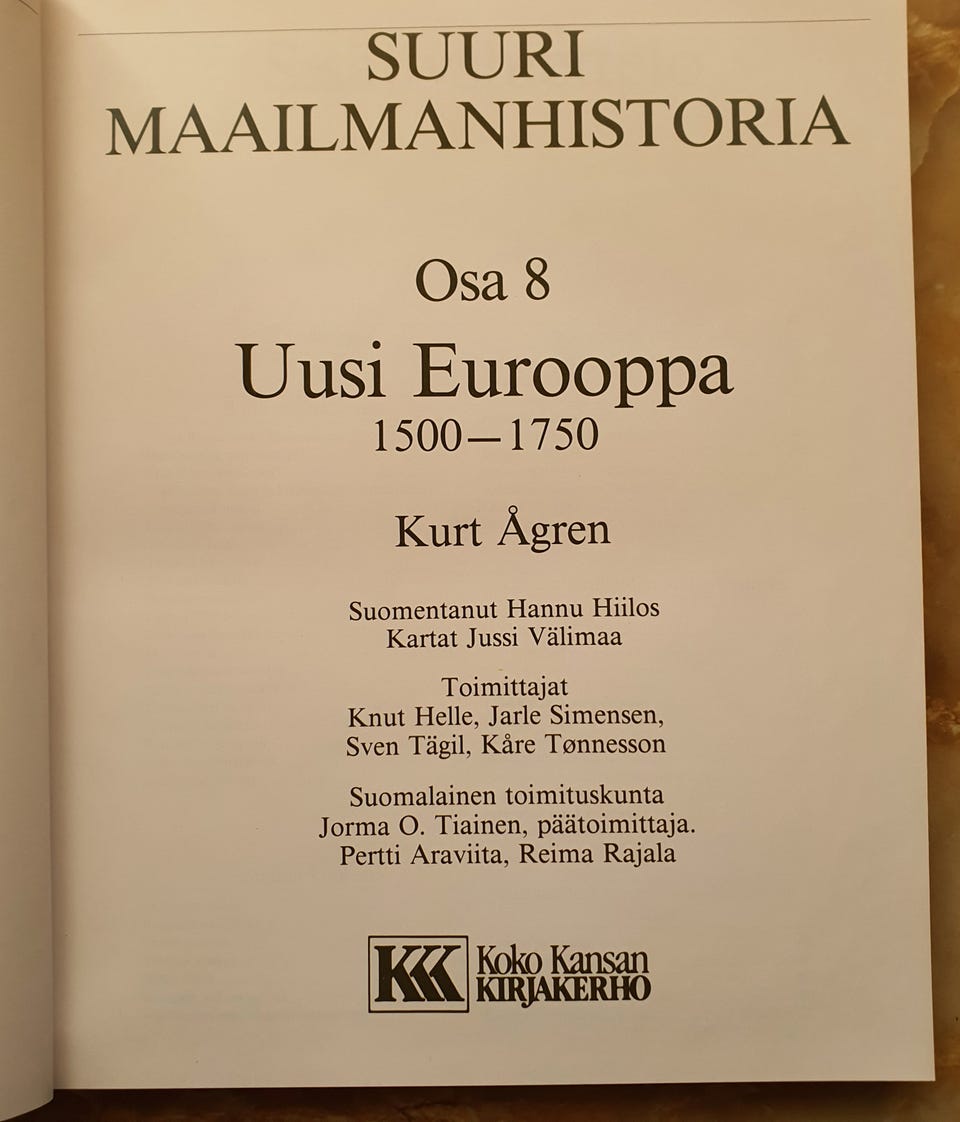 SUURI
MAAILMANHISTORIA
Osa 8
Uusi Eurooppa
1500—1750
Kurt Ågren
Suomentanut Hannu Hiilos
Kartat Jussi Välimaa
Toimittajat
Knut Helle, Jarle Simensen,
Sven Tägil, Kåre Tønnesson
Suomalainen toimituskunta
Jorma O. Tiainen, päätoimittaja.
Pertti Araviita, Reima Rajala
KKK Koko Kansan
KIRJAKERHO